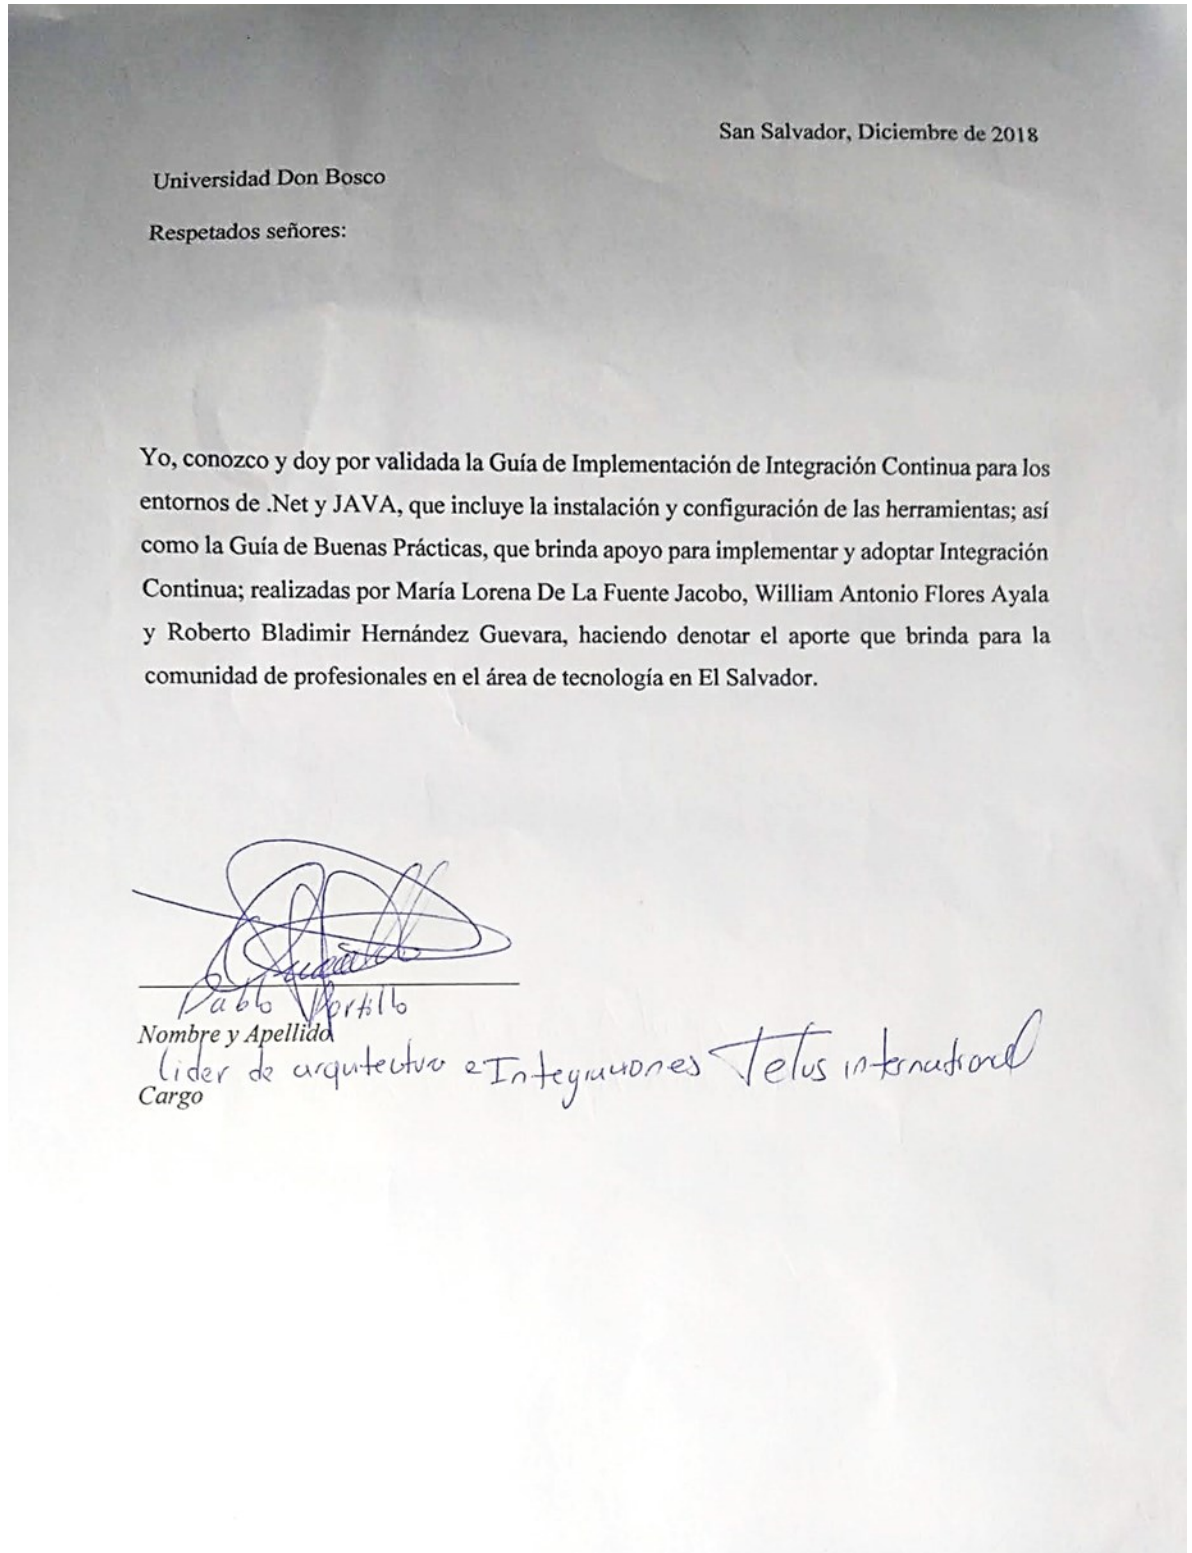 San Salvador, Diciembre de 2018
Universidad Don Bosco
Respetados señores:
Yo, conozco y doy por validada la Guía de Implementación de Integración Continua para los
entornos de .Net y JAVA, que incluye la instalación y configuración de las herramientas; así
como la Guía de Buenas Prácticas, que brinda apoyo para implementar y adoptar Integración
Continua; realizadas por María Lorena De La Fuente Jacobo, William Antonio Flores Ayala
y Roberto Bladimir Hernández Guevara, haciendo denotar el aporte que brinda para la
comunidad de profesionales en el área de tecnología en El Salvador.
Pablo Portillo
Nombre y Apellido
Lider de arquitectura e Integraciones Telus international
Cargo